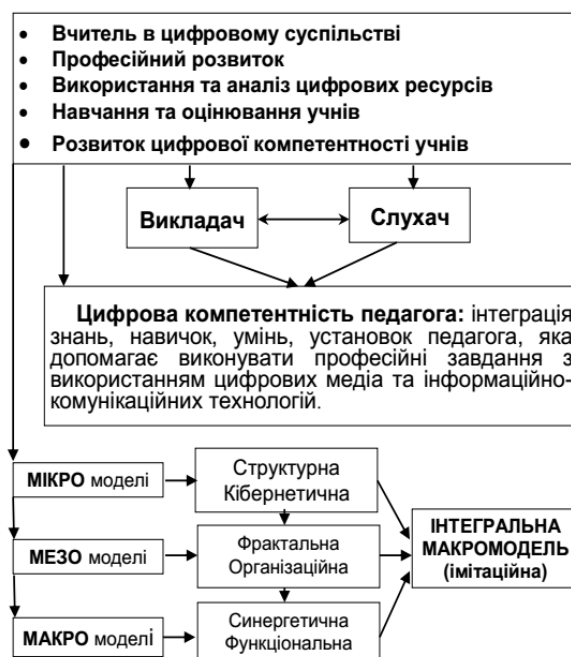 • Вчитель в цифровому суспільстві
• Професійний розвиток
• Використання та аналіз цифрових ресурсів
• Навчання та оцінювання учнів
• Розвиток цифрової компетентності учнів
Викладач
Слухач
Цифрова компетентність педагога: інтеграція
знань, навичок, умінь, установок педагога, яка
допомагає виконувати професійні завдання з
використанням цифрових медіа та інформаційно-
комунікаційних технологій.
МІКРО моделі
Структурна
Кібернетична
МЕЗО моделі
Фрактальна
Організаційна
ІНТЕГРАЛЬНА
МАКРОМОДЕЛЬ
(імітаційна)
МАКРО моделі
Синергетична
Функціональна